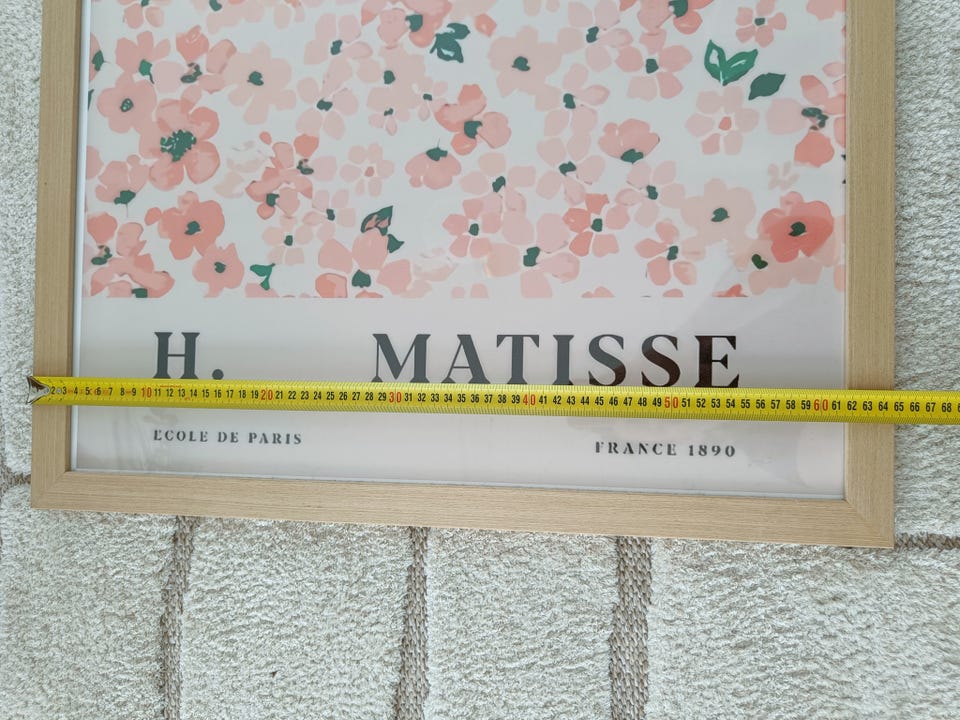 H. MATISSE
2 3 4 5 6 7 8 9 10 11 12 13 14 15 16 17 18 19 20 21 22 23 24 25 26 27 28 29 30 31 32 33 34 35 36 37 38 39 40 41 42 43 44 45 46 47 48 49 50 51 52 53 54 55 56 57 58 59 60 61 62 63 64 65 66 67 68
ECOLE DE PARIS FRANCE 1890